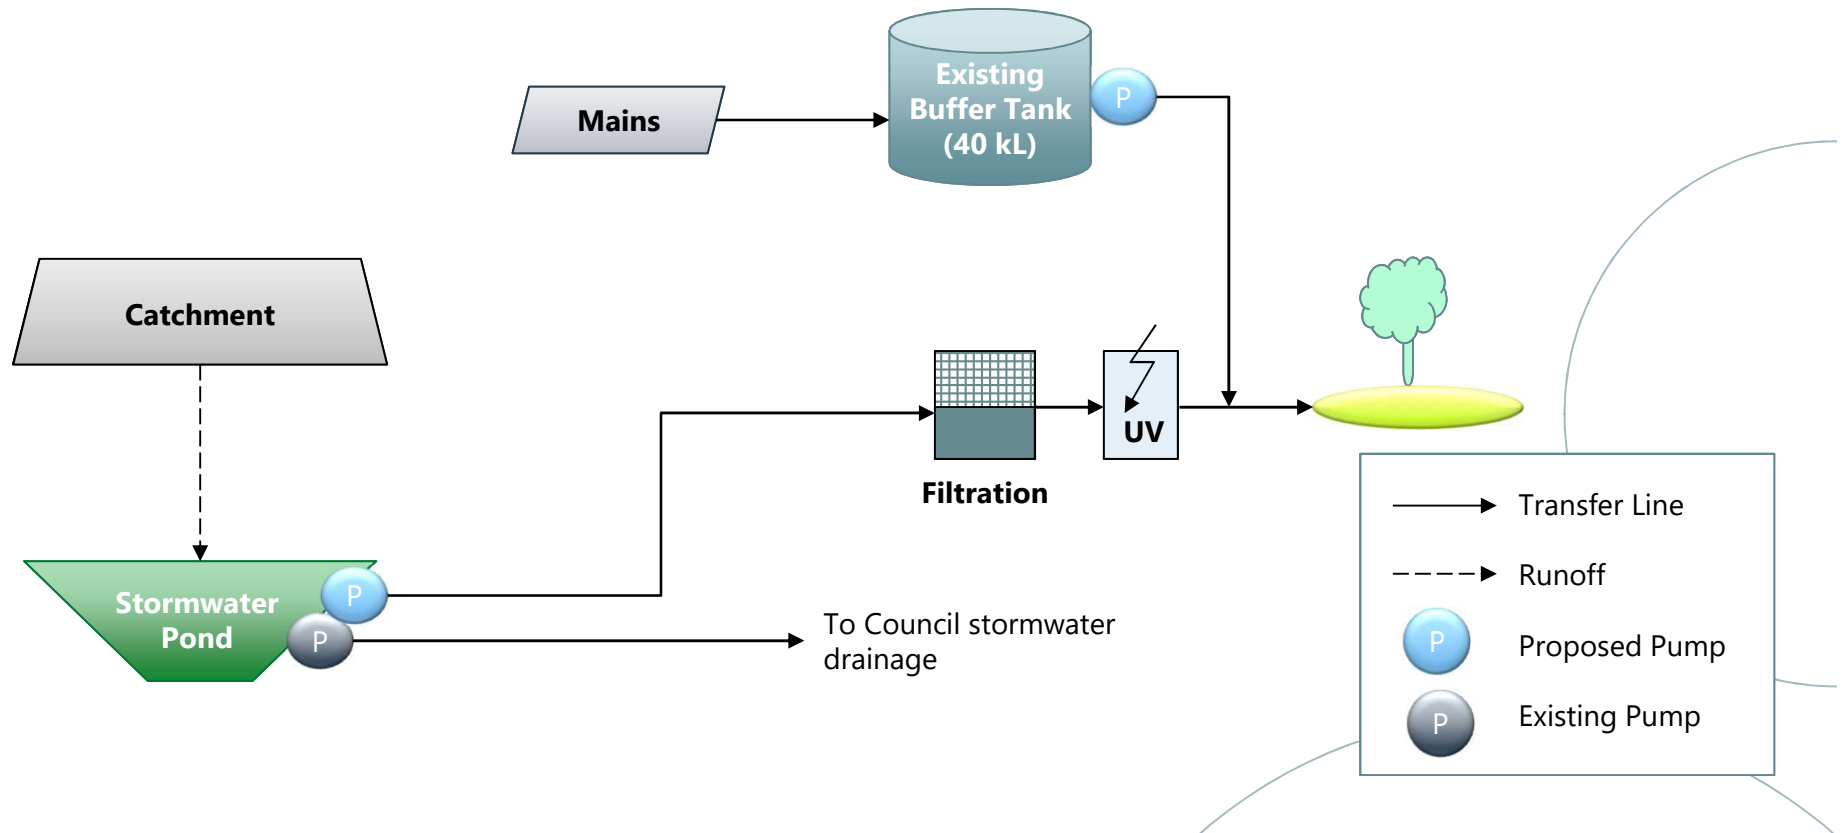 Existing
Buffer Tank
(40 kL)
P
Mains
Catchment
UV
Filtration
Stormwater
Pond
P
P
To Council stormwater
drainage
Transfer Line
Runoff
P
Proposed Pump
P
Existing Pump